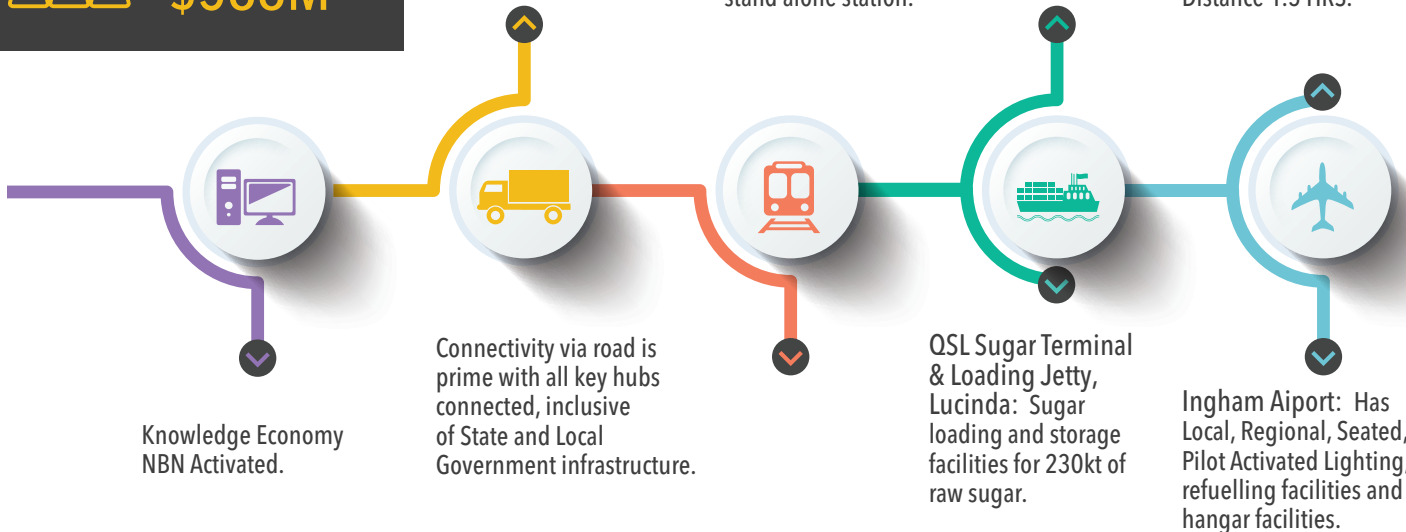 $980M
stand alone station.
Distance 1.5 HRS.
Knowledge Economy
NBN Activated.
Connectivity via road is
prime with all key hubs
connected, inclusive
of State and Local
Government infrastructure.
QSL Sugar Terminal
& Loading Jetty,
Lucinda: Sugar
loading and storage
facilities for 230kt of
raw sugar.
Ingham Aiport: Has
Local, Regional, Seated,
Pilot Activated Lighting,
refuelling facilities and
hangar facilities.